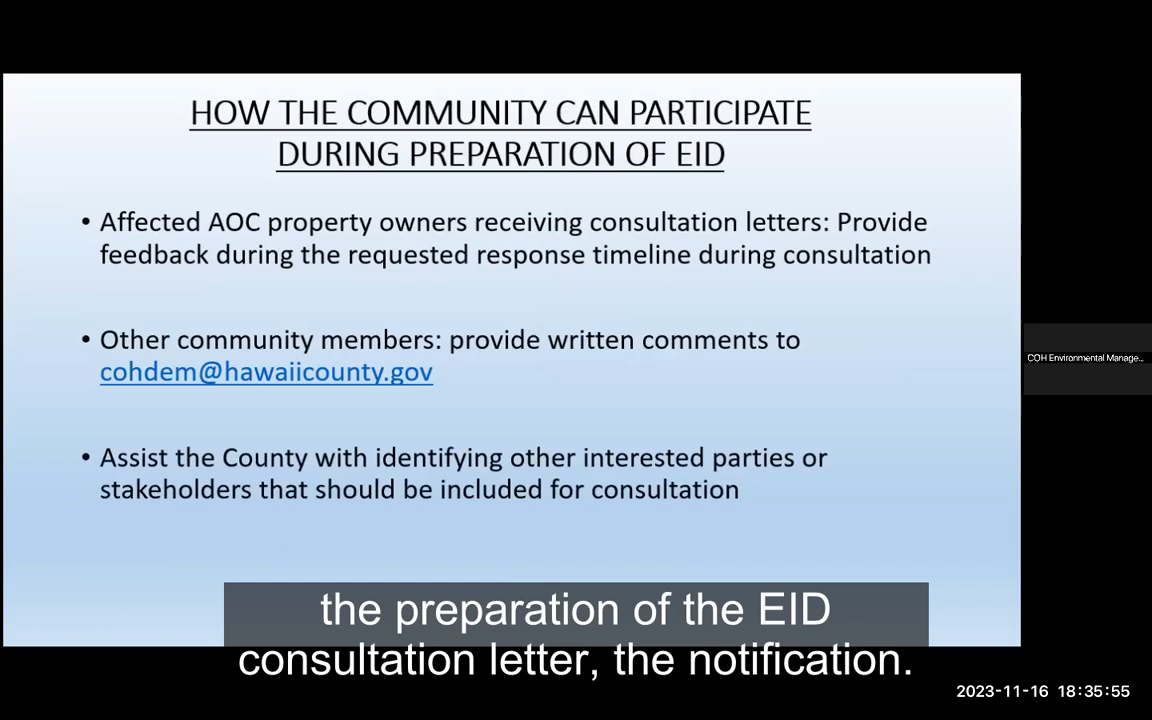 HOW THE COMMUNITY CAN PARTICIPATE
DURING PREPARATION OF EID
• Affected AOC property owners receiving consultation letters: Provide
feedback during the requested response timeline during consultation
• Other community members: provide written comments to
cohdem@hawaiicounty.gov
• Assist the County with identifying other interested parties or
stakeholders that should be included for consultation
COH Environmental Manage...
the preparation of the EID
consultation letter, the notification.
2023-11-16 18:35:55